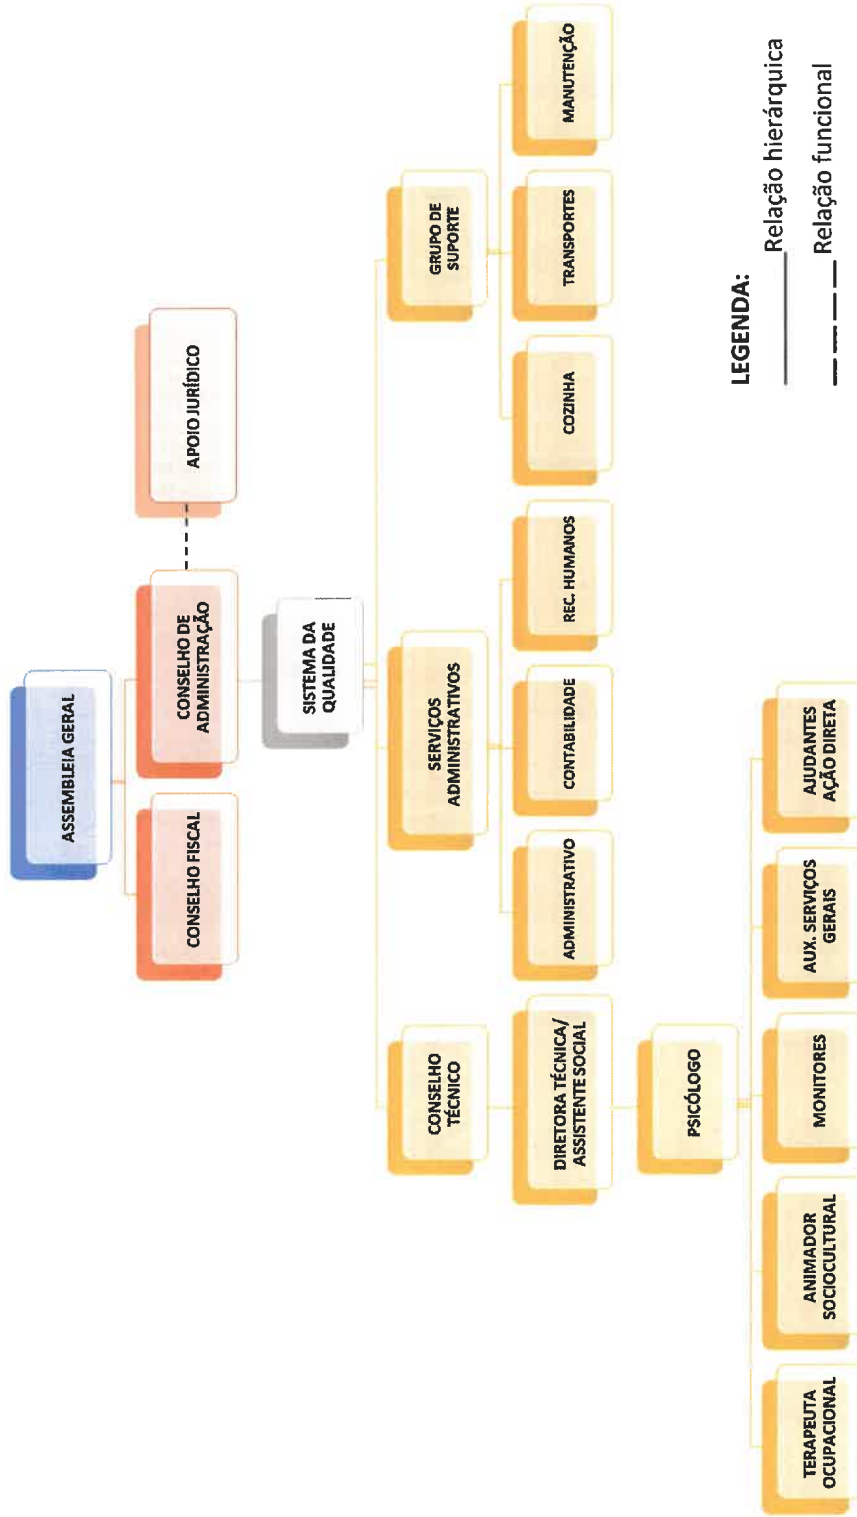 ASSEMBLEIA GERAL
CONSELHO FISCAL
CONSELHO DE
ADMINISTRAÇÃO
APOIO JURÍDICO
SISTEMA DA
QUALIDADE
CONSELHO
TÉCNICO
SERVIÇOS
ADMINISTRATIVOS
GRUPO DE
SUPORTE
DIRETORA TÉCNICA/
ASSISTENTE SOCIAL
ADMINISTRATIVO
CONTABILIDADE
REC. HUMANOS
COZINHA
TRANSPORTES
MANUTENÇÃO
PSICÓLOGO
TERAPEUTA
OCUPACIONAL
ANIMADOR
SOCIOCULTURAL
MONITORES
AUX. SERVIÇOS
GERAIS
AJUDANTES
AÇÃO DIRETA
LEGENDA:
Relação hierárquica
Relação funcional